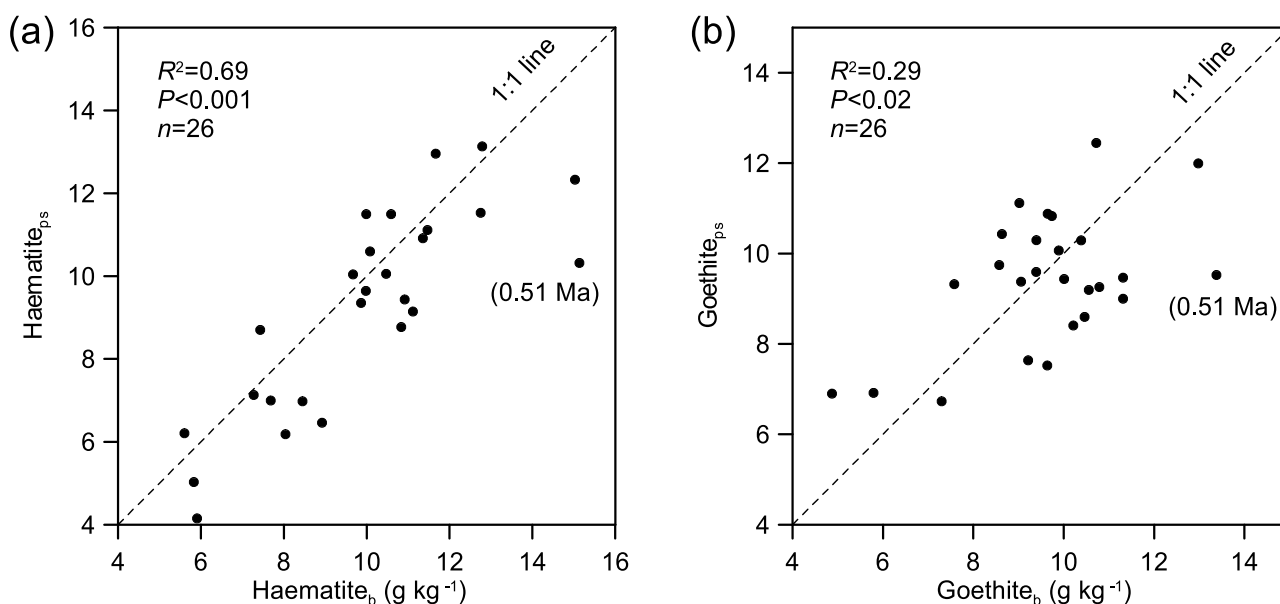 (a)
R²=0.69
P<0.001
n=26
1:1 line
(0.51 Ma)
Haematite_ps
16
14
12
10
8
6
4
4 6 8 10 12 14 16
Haematite_b (g kg⁻¹)
(b)
R²=0.29
P<0.02
n=26
1:1 line
(0.51 Ma)
Goethite_ps
14
12
10
8
6
4
4 6 8 10 12 14
Goethite_b (g kg⁻¹)